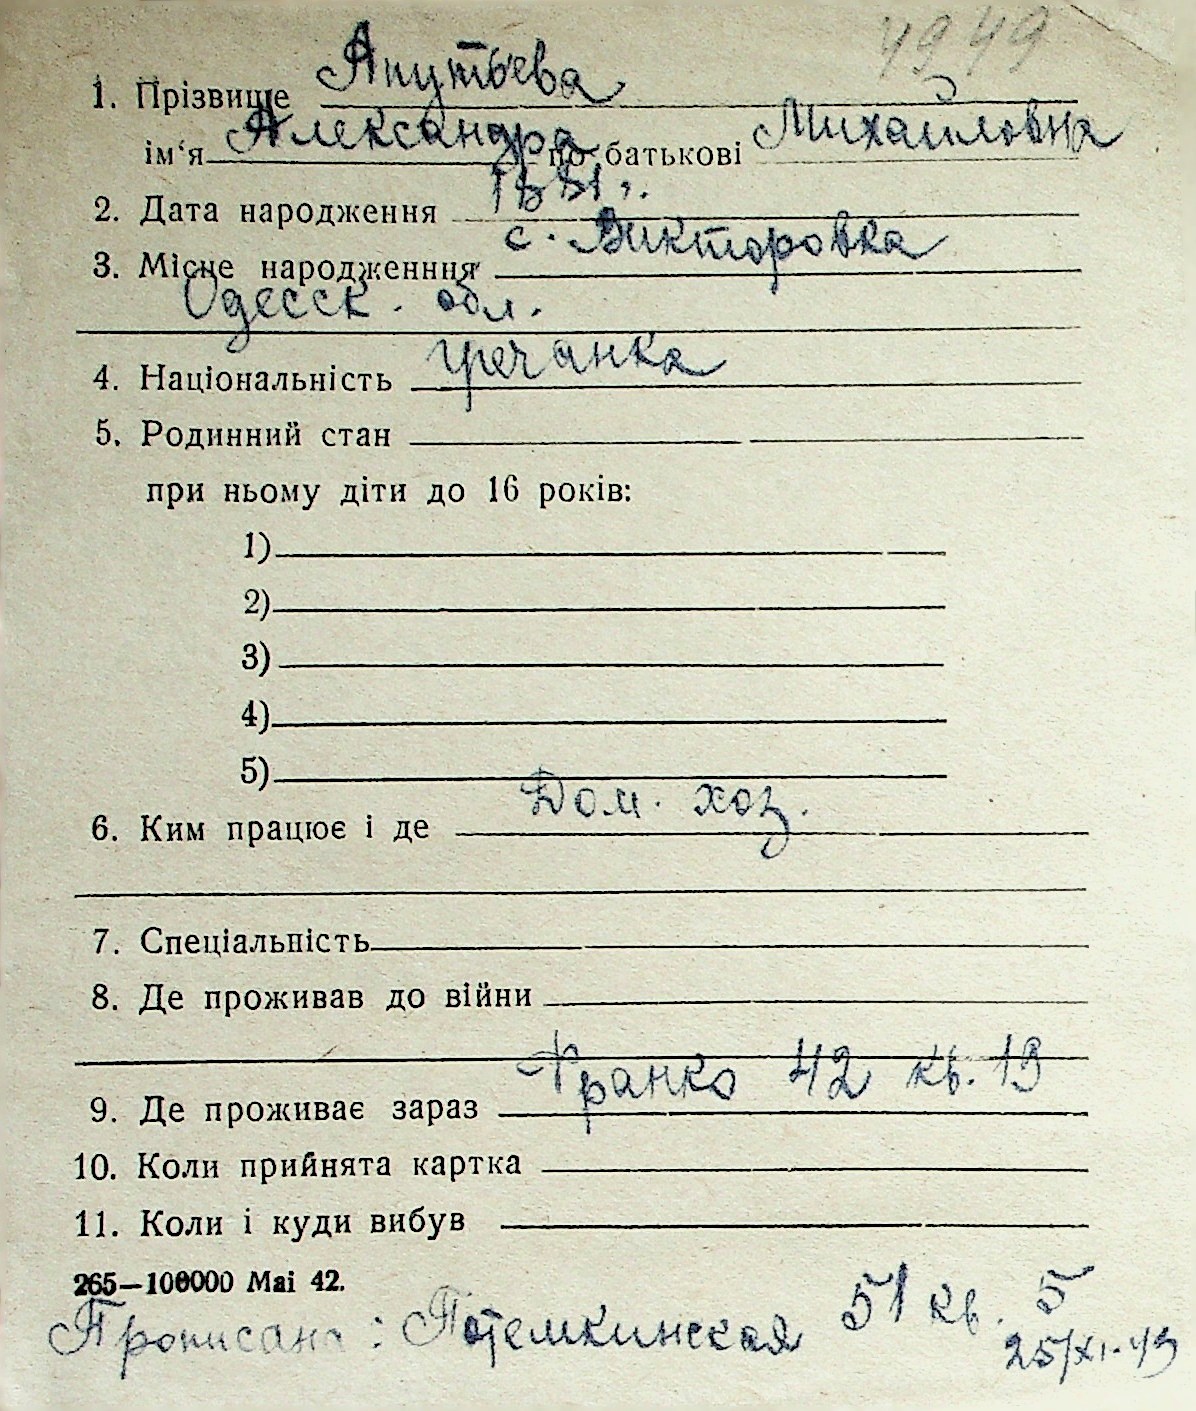 4949
1. Прізвище Япутьева
ім‘я Александра по батькові Михайловна
2. Дата народження 1881 г.
3. Місце народженння с. Викторовка
Одесск. обл.
4. Національність гречанка
5. Родинний стан
при ньому діти до 16 років:
1)
2)
3)
4)
5)
6. Ким працює і де Дом. хоз.
7. Спеціальність
8. Де проживав до війни
9. Де проживає зараз Франко 42 кв. 13
10. Коли прийнята картка
11. Коли і куди вибув
265—100000 Mai 42.
Прописана: Потемкинская 51 кв. 5
25/XI-43